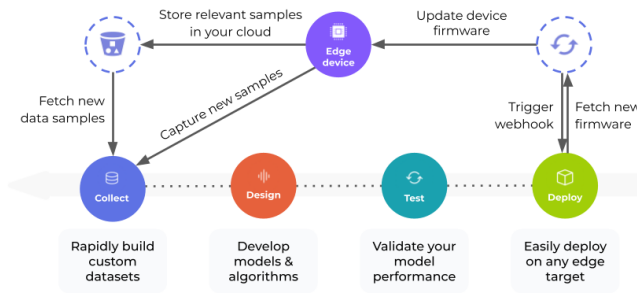 Store relevant samples
in your cloud
Edge
device
Update device
firmware
Fetch new
data samples
Capture new samples
Trigger
webhook
Fetch new
firmware
Collect
Design
Test
Deploy
Rapidly build
custom
datasets
Develop
models &
algorithms
Validate your
model
performance
Easily deploy
on any edge
target